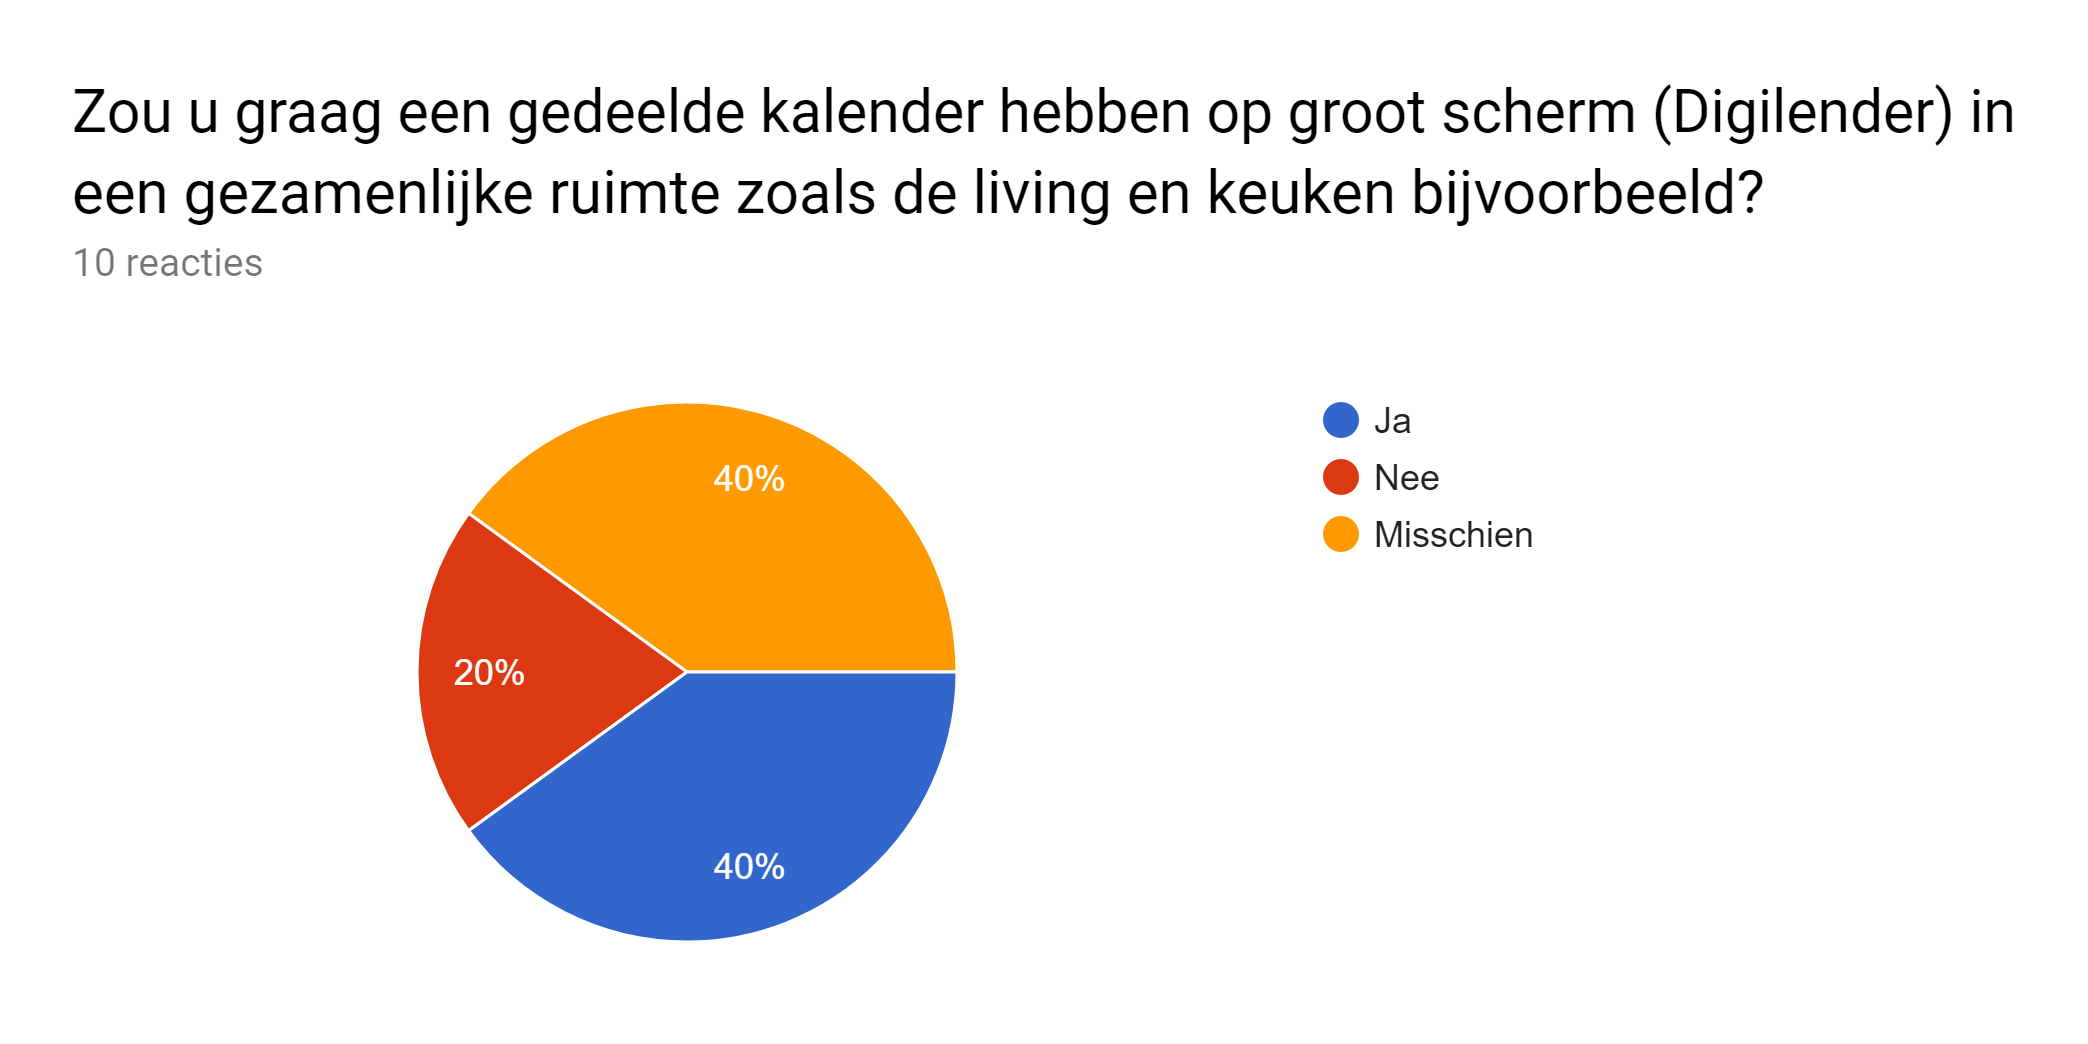 Zou u graag een gedeelde kalender hebben op groot scherm (Digilender) in
een gezamenlijke ruimte zoals de living en keuken bijvoorbeeld?
10 reacties
40%
20%
40%
Ja
Nee
Misschien